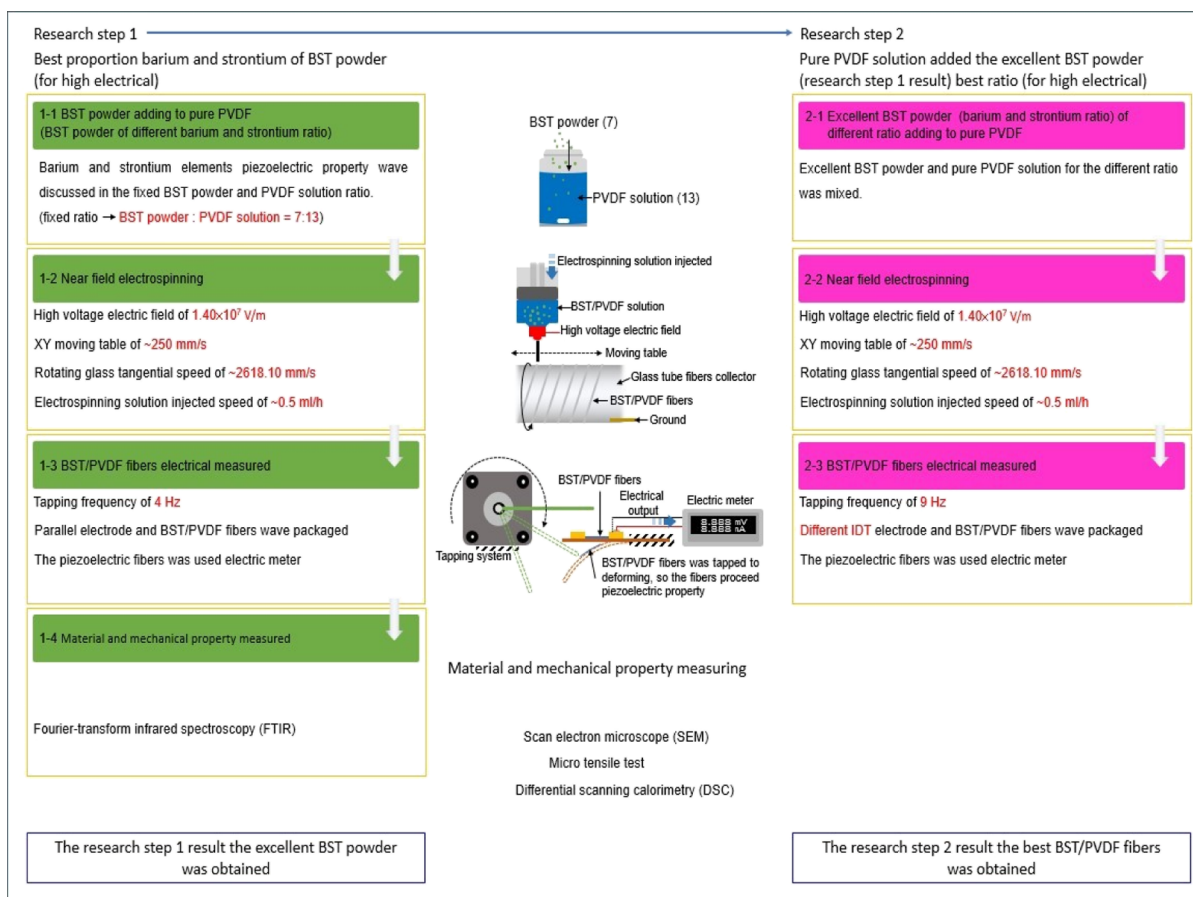 Research step 1
Best proportion barium and strontium of BST powder
(for high electrical)
1-1 BST powder adding to pure PVDF
(BST powder of different barium and strontium ratio)
Barium and strontium elements piezoelectric property wave
discussed in the fixed BST powder and PVDF solution ratio.
(fixed ratio → BST powder : PVDF solution = 7:13)
1-2 Near field electrospinning
High voltage electric field of 1.40×10⁷ V/m
XY moving table of ~250 mm/s
Rotating glass tangential speed of ~2618.10 mm/s
Electrospinning solution injected speed of ~0.5 ml/h
1-3 BST/PVDF fibers electrical measured
Tapping frequency of 4 Hz
Parallel electrode and BST/PVDF fibers wave packaged
The piezoelectric fibers was used electric meter
1-4 Material and mechanical property measured
Fourier-transform infrared spectroscopy (FTIR)
The research step 1 result the excellent BST powder
was obtained
BST powder (7)
PVDF solution (13)
Electrospinning solution injected
BST/PVDF solution
High voltage electric field
Moving table
Glass tube fibers collector
BST/PVDF fibers
Ground
BST/PVDF fibers
Electrical
output
Electric meter
8.888 mV
8.888 nA
Tapping system
BST/PVDF fibers was tapped to
deforming, so the fibers proceed
piezoelectric property
Material and mechanical property measuring
Scan electron microscope (SEM)
Micro tensile test
Differential scanning calorimetry (DSC)
Research step 2
Pure PVDF solution added the excellent BST powder
(research step 1 result) best ratio (for high electrical)
2-1 Excellent BST powder (barium and strontium ratio) of
different ratio adding to pure PVDF
Excellent BST powder and pure PVDF solution for the different ratio
was mixed.
2-2 Near field electrospinning
High voltage electric field of 1.40×10⁷ V/m
XY moving table of ~250 mm/s
Rotating glass tangential speed of ~2618.10 mm/s
Electrospinning solution injected speed of ~0.5 ml/h
2-3 BST/PVDF fibers electrical measured
Tapping frequency of 9 Hz
Different IDT electrode and BST/PVDF fibers wave packaged
The piezoelectric fibers was used electric meter
The research step 2 result the best BST/PVDF fibers
was obtained